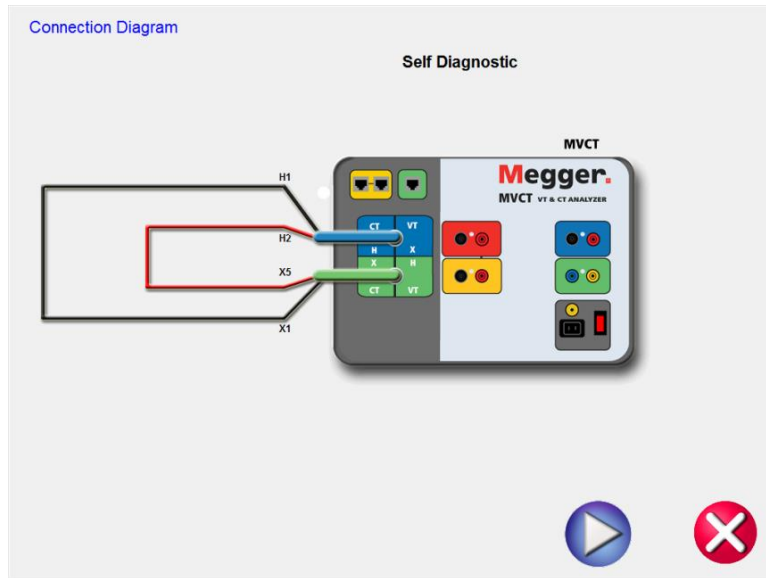 Connection Diagram
Self Diagnostic
MVCT
H1
Megger.
MVCT VT & CT ANALYZER
CT VT
H2
H X
X5
X H
CT VT
X1